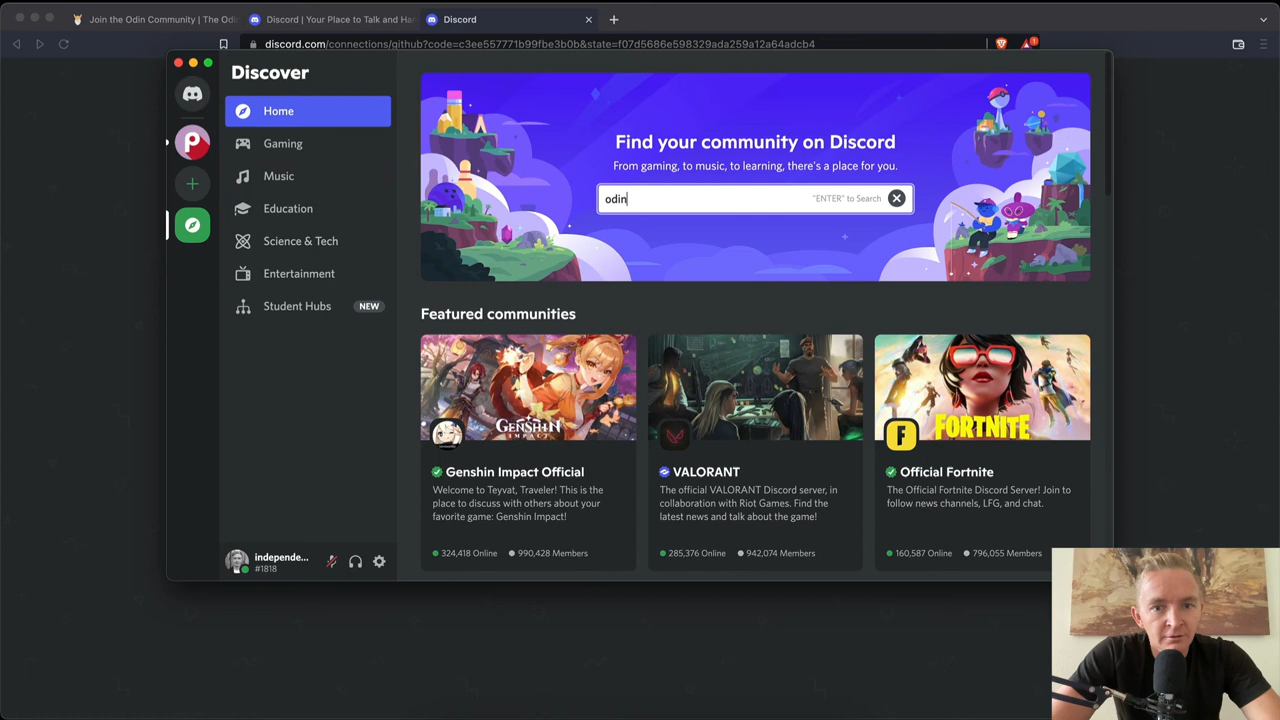 Join the Odin Community | The Odin
Discord | Your Place to Talk and Han
Discord
discord.com/connections/github?code=c3ee557771b99fbe3b0b&state=f07d5686e598329ada259a12a64adcb4
1
Discover
Home
Gaming
Music
Education
Science & Tech
Entertainment
Student Hubs NEW
independe...
#1818
Find your community on Discord
From gaming, to music, to learning, there's a place for you.
odin
"ENTER" to Search
Featured communities
GENSHIN
IMPACT
Genshin Impact Official
Welcome to Teyvat, Traveler! This is the
place to discuss with others about your
favorite game: Genshin Impact!
324,418 Online 990,428 Members
VALORANT
The official VALORANT Discord server, in
collaboration with Riot Games. Find the
latest news and talk about the game!
285,376 Online 942,074 Members
FORTNITE
F
Official Fortnite
The Official Fortnite Discord Server! Join to
follow news channels, LFG, and chat.
160,587 Online 796,055 Members